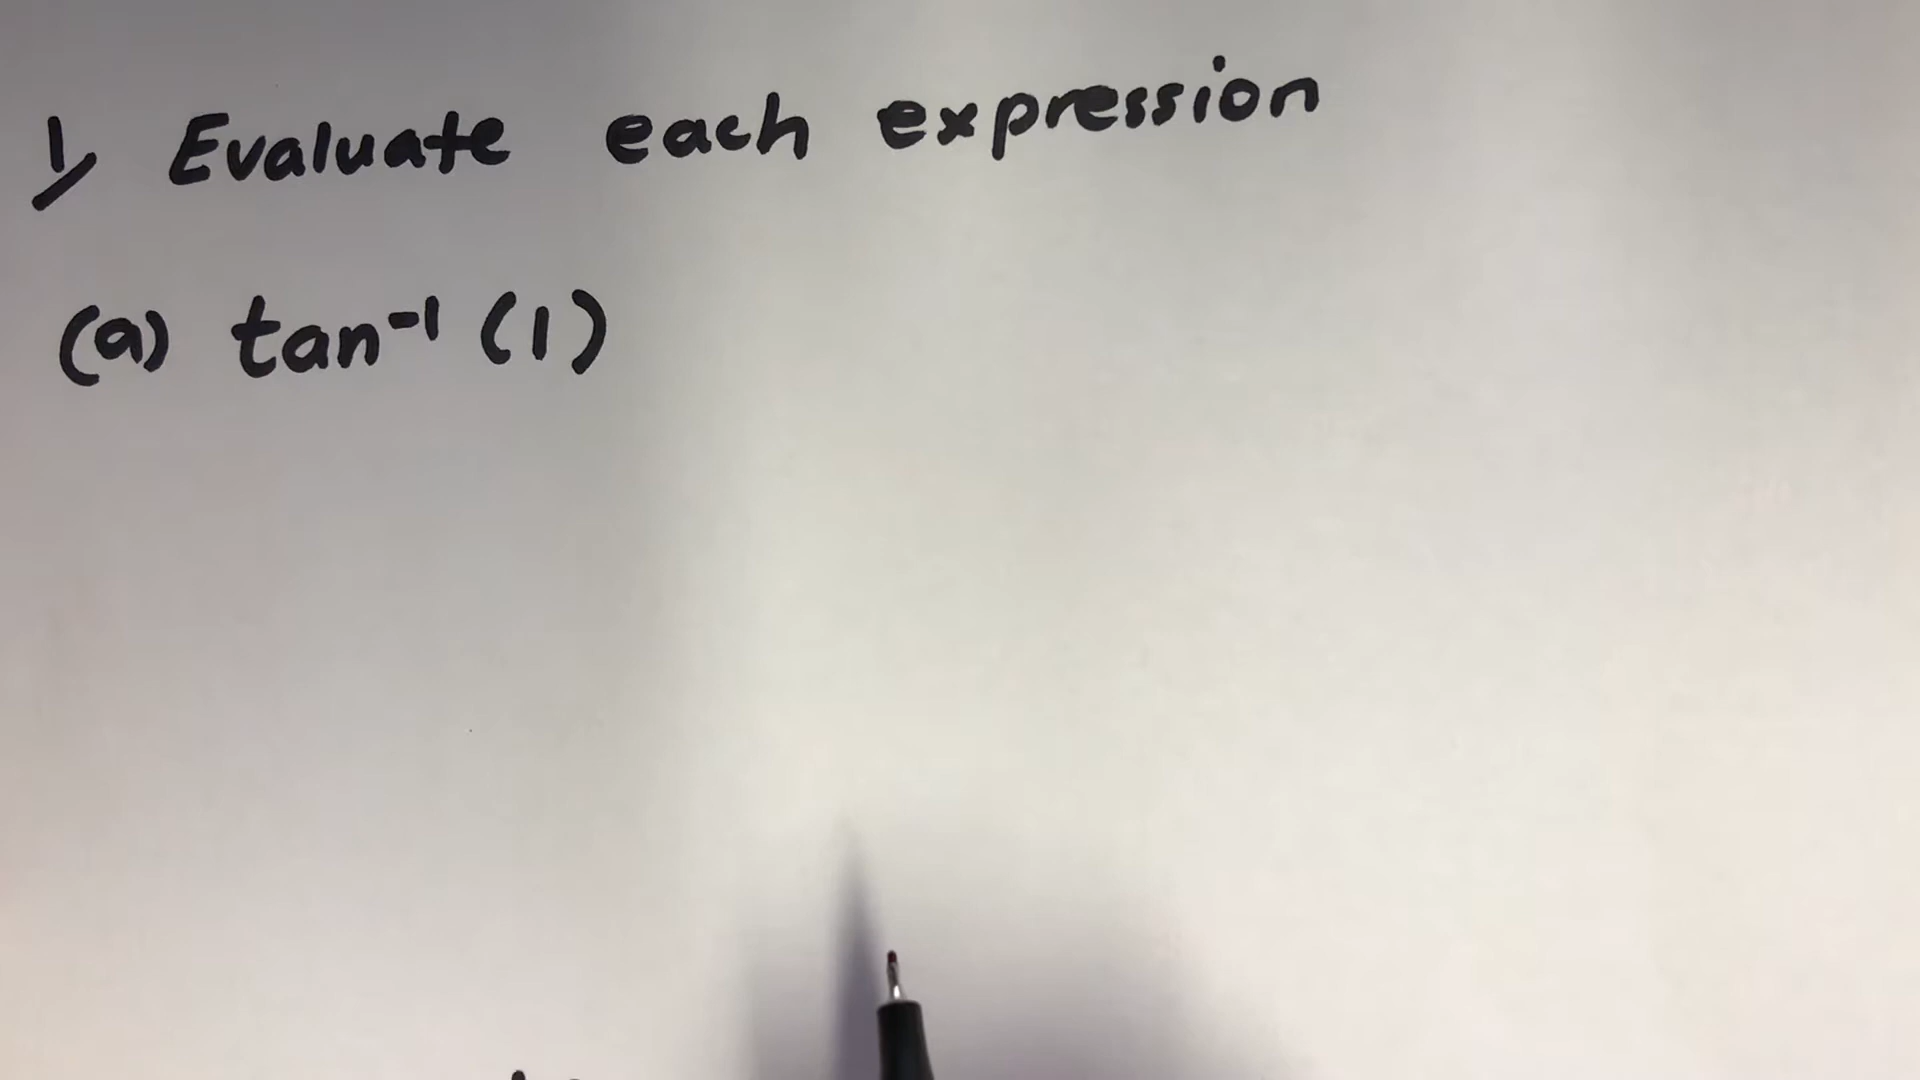 1, Evaluate each expression
(a) tan⁻¹ (1)